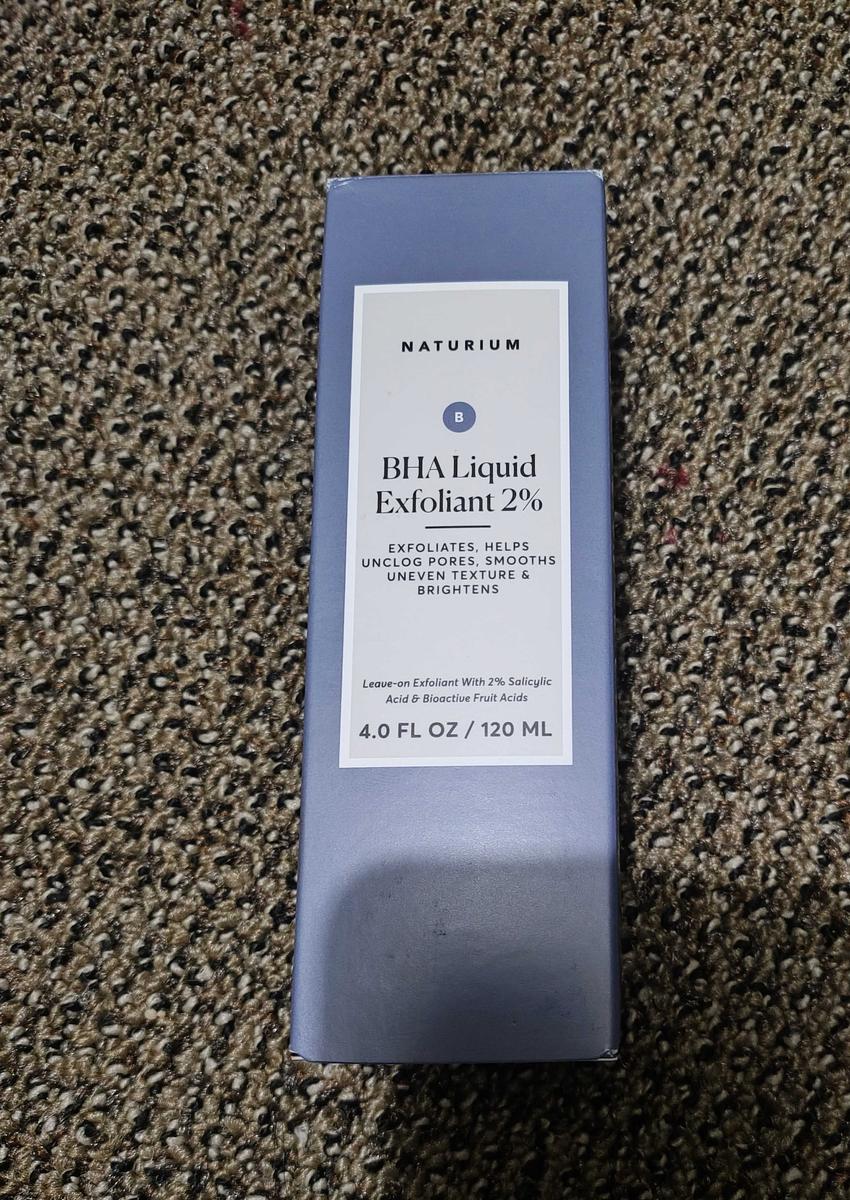 NATURIUM
B
BHA Liquid
Exfoliant 2%
EXFOLIATES, HELPS
UNCLOG PORES, SMOOTHS
UNEVEN TEXTURE &
BRIGHTENS
Leave-on Exfoliant With 2% Salicylic
Acid & Bioactive Fruit Acids
4.0 FL OZ / 120 ML